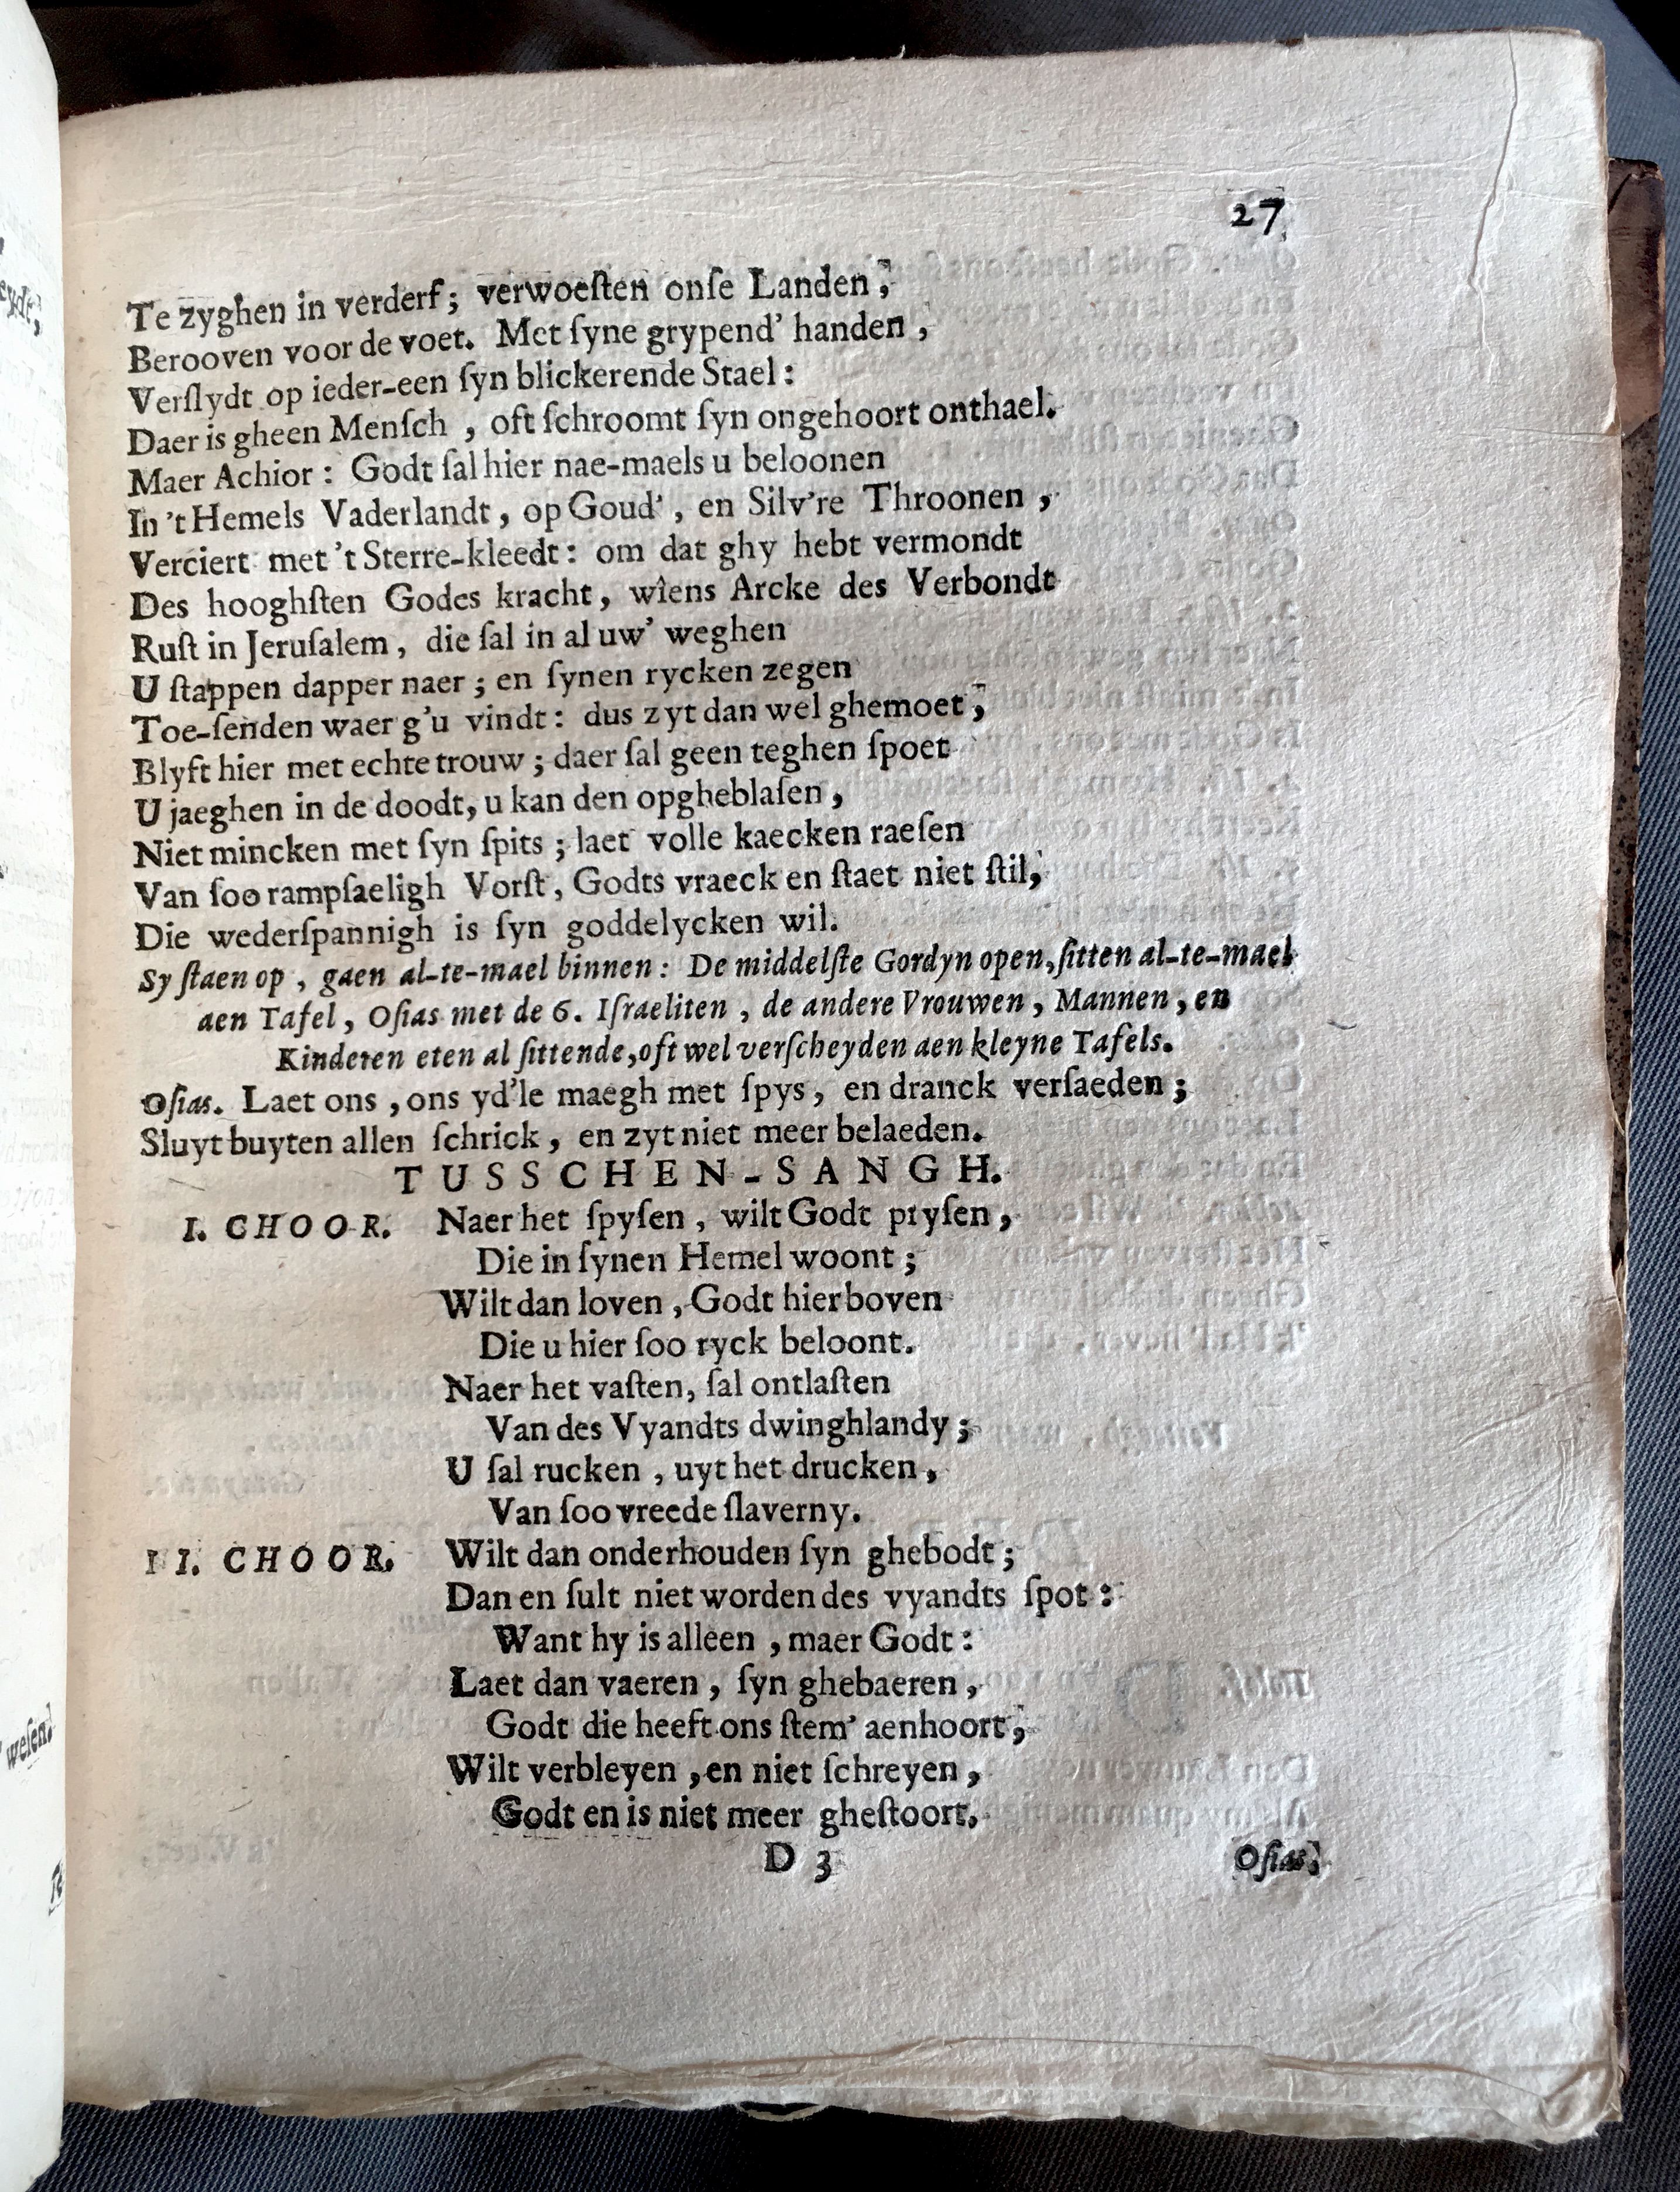 27
Te zyghen in verderf; verwoeſten onſe Landen,
Berooven voor de voet. Met ſyne grypend' handen,
Verſlydt op ieder-een ſyn blickerende Stael:
Daer is gheen Menſch, oft ſchroomt ſyn ongehoort onthael.
Maer Achior: Godt ſal hier nae-maels u beloonen
In 't Hemels Vaderlandt, op Goud', en Silv're Throonen,
Verciert met 't Sterre-kleedt: om dat ghy hebt vermondt
Des hooghſten Godes kracht, wiens Arcke des Verbondt
Ruſt in Jeruſalem, die ſal in al uw' weghen
U ſtappen dapper naer; en ſynen rycken zegen
Toe-ſenden waer g'u vindt: dus zyt dan wel ghemoet,
Blyft hier met echte trouw; daer ſal geen teghen ſpoet
U jaeghen in de doodt, u kan den opgheblaſen,
Niet mincken met ſyn ſpits; laet volle kaecken raeſen
Van ſoo rampſaeligh Vorſt, Godts vraeck en ſtaet niet ſtil,
Die wederſpannigh is ſyn goddelycken wil.
Sy ſtaen op, gaen al-te-mael binnen: De middelſte Gordyn open, ſitten al-te-mael
aen Tafel, Oſias met de 6. Iſraeliten, de andere Vrouwen, Mannen, en
Kinderen eten al ſittende, oft wel verſcheyden aen kleyne Tafels.
Oſias. Laet ons, ons yd'le maegh met ſpys, en dranck verſaeden;
Sluyt buyten allen ſchrick, en zyt niet meer belaeden.
TUSSCHEN-SANGH.
I. CHOOR. Naer het ſpyſen, wilt Godt pryſen,
Die in ſynen Hemel woont;
Wilt dan loven, Godt hier boven
Die u hier ſoo ryck beloont.
Naer het vaſten, ſal ontlaſten
Van des Vyandts dwinghlandy;
U ſal rucken, uyt het drucken,
Van ſoo vreede ſlaverny.
II. CHOOR. Wilt dan onderhouden ſyn ghebodt;
Dan en ſult niet worden des vyandts ſpot:
Want hy is alleen, maer Godt:
Laet dan vaeren, ſyn ghebaeren,
Godt die heeft ons ſtem' aenhoort,
Wilt verbleyen, en niet ſchreyen,
Godt en is niet meer gheſtoort.
D 3
Oſias,
weſen.